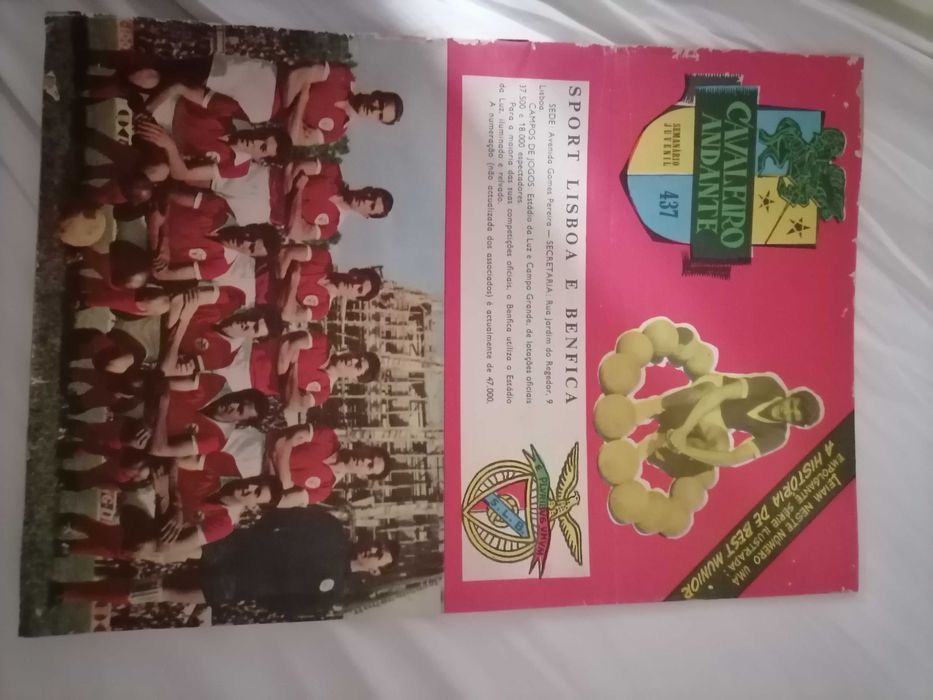 CAVALEIRO
ANDANTE
SEMANÁRIO
JUVENIL
437
LEIAM NESTE NÚMERO UMA
EMPOLGANTE SÉRIE ILUSTRADA:
A HISTÓRIA DE BEST MUNIOR
SPORT LISBOA E BENFICA
SEDE: Avenida Gomes Pereira — SECRETARIA: Rua Jardim do Regedor, 9
Lisboa
CAMPOS DE JOGOS: Estádio da Luz e Campo Grande, de lotações oficiais
37.500 e 18.000 espectadores.
Para a maioria das suas competições oficiais, o Benfica utiliza o Estádio
da Luz, iluminado e relvado.
A numeração (não actualizada dos associados) é actualmente de 47.000.
E PLURIBUS UNUM
S. L. B.